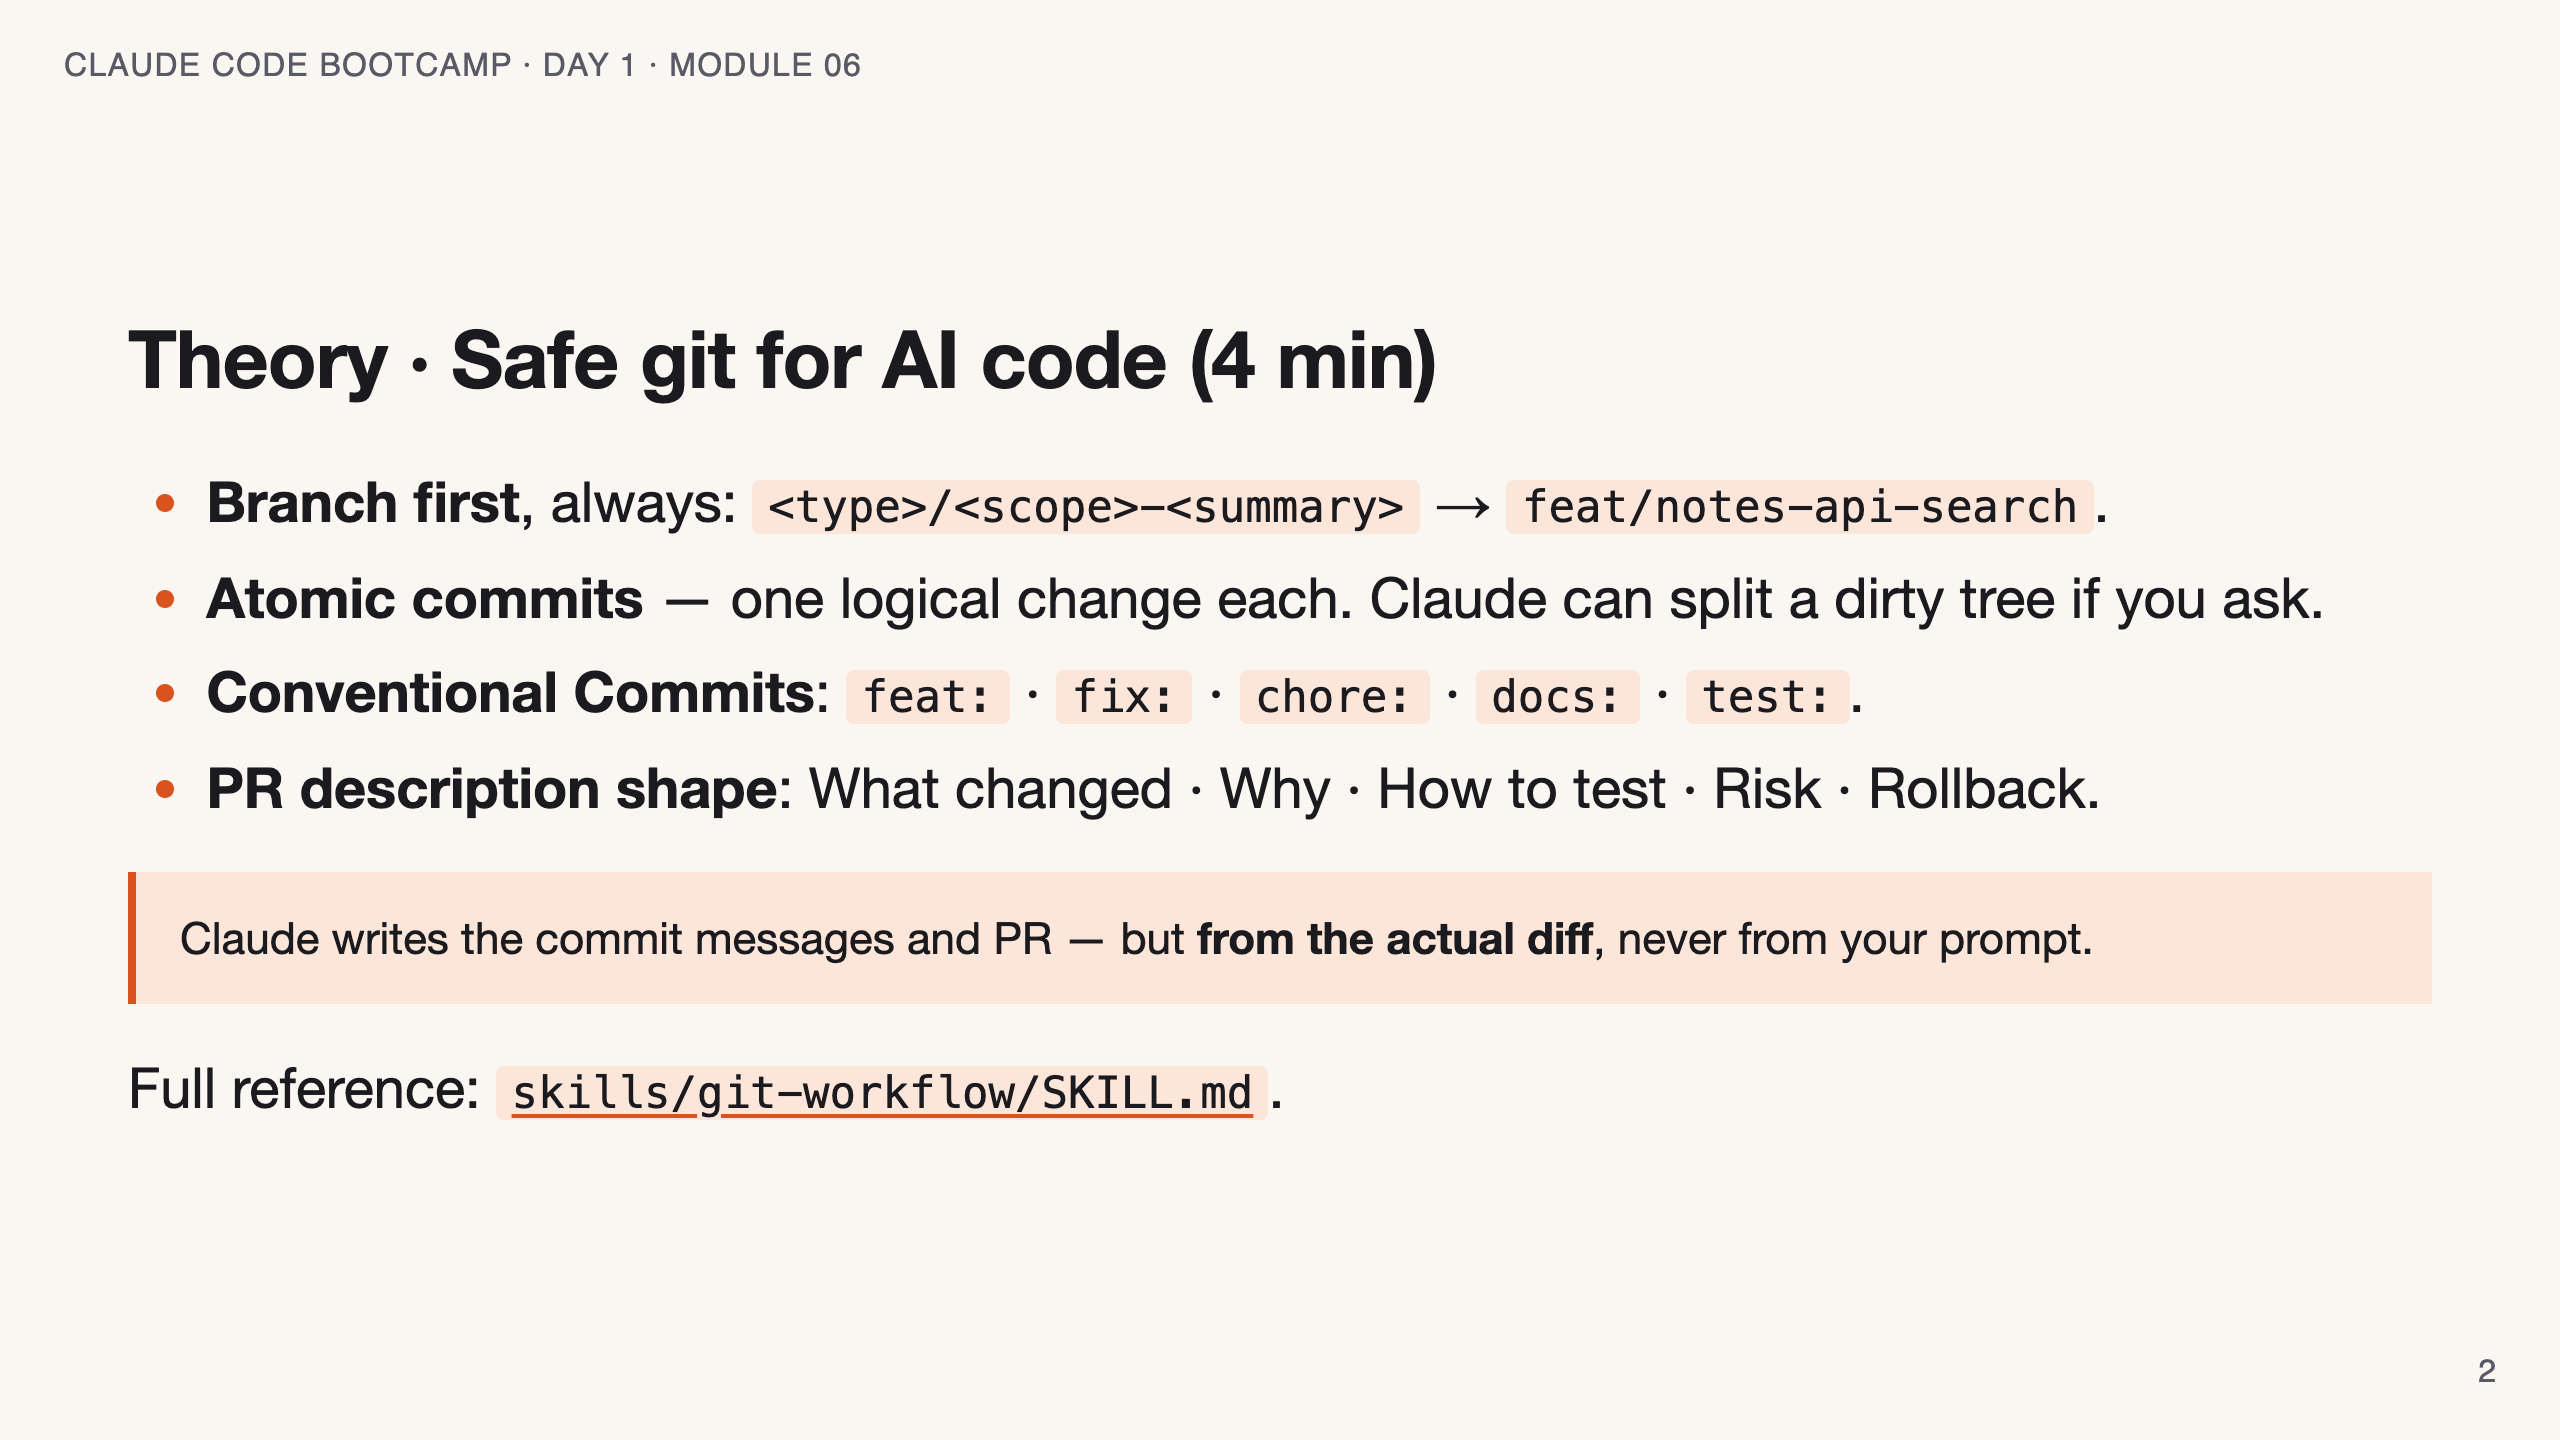 CLAUDE CODE BOOTCAMP · DAY 1 · MODULE 06
Theory · Safe git for AI code (4 min)
• Branch first, always: <type>/<scope>-<summary> → feat/notes-api-search.
• Atomic commits — one logical change each. Claude can split a dirty tree if you ask.
• Conventional Commits: feat: · fix: · chore: · docs: · test:.
• PR description shape: What changed · Why · How to test · Risk · Rollback.
Claude writes the commit messages and PR — but from the actual diff, never from your prompt.
Full reference: skills/git-workflow/SKILL.md.
2